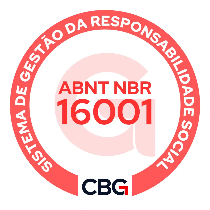 SISTEMA DE GESTÃO DA RESPONSABILIDADE SOCIAL
ABNT NBR
16001
CBG